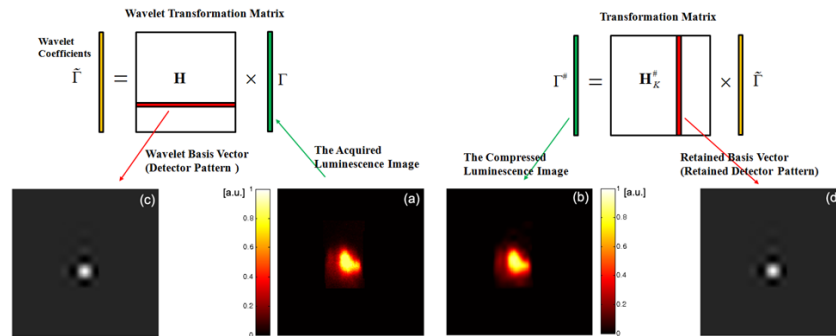 Wavelet Transformation Matrix
Transformation Matrix
Wavelet
Coefficients
Γ̃ = H × Γ
Γ# = H#K × Γ̃
Wavelet Basis Vector
(Detector Pattern )
The Acquired
Luminescence Image
The Compressed
Luminescence Image
Retained Basis Vector
(Retained Detector Pattern)
(c)
[a.u.]
1
0.8
0.6
0.4
0.2
0
(a)
(b)
[a.u.]
1
0.8
0.6
0.4
0.2
0
(d